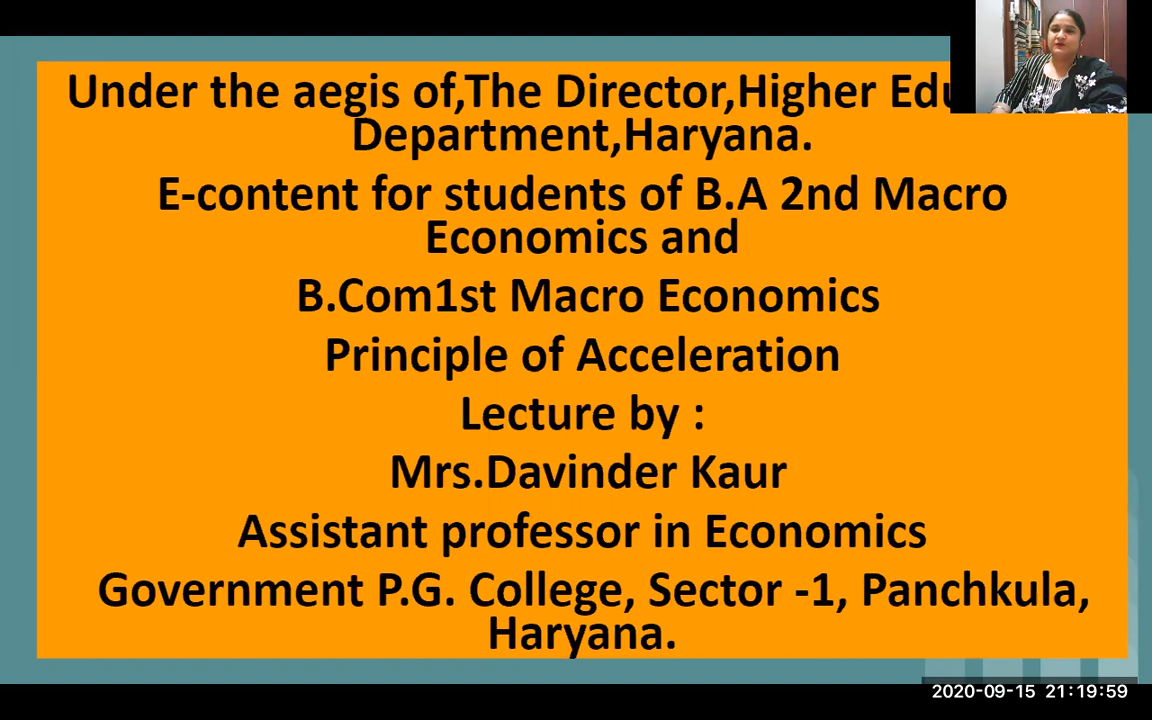 Under the aegis of,The Director,Higher
Department,Haryana.
E-content for students of B.A 2nd Macro
Economics and
B.Com1st Macro Economics
Principle of Acceleration
Lecture by :
Mrs.Davinder Kaur
Assistant professor in Economics
Government P.G. College, Sector -1, Panchkula,
Haryana.
2020-09-15 21:19:59